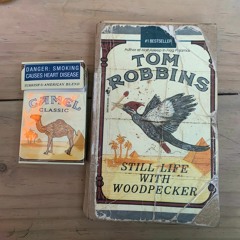 DANGER: SMOKING
CAUSES HEART DISEASE
CAMEL
CLASSIC
#1 BESTSELLER
TOM
ROBBINS
STILL LIFE
WITH
WOODPECKER